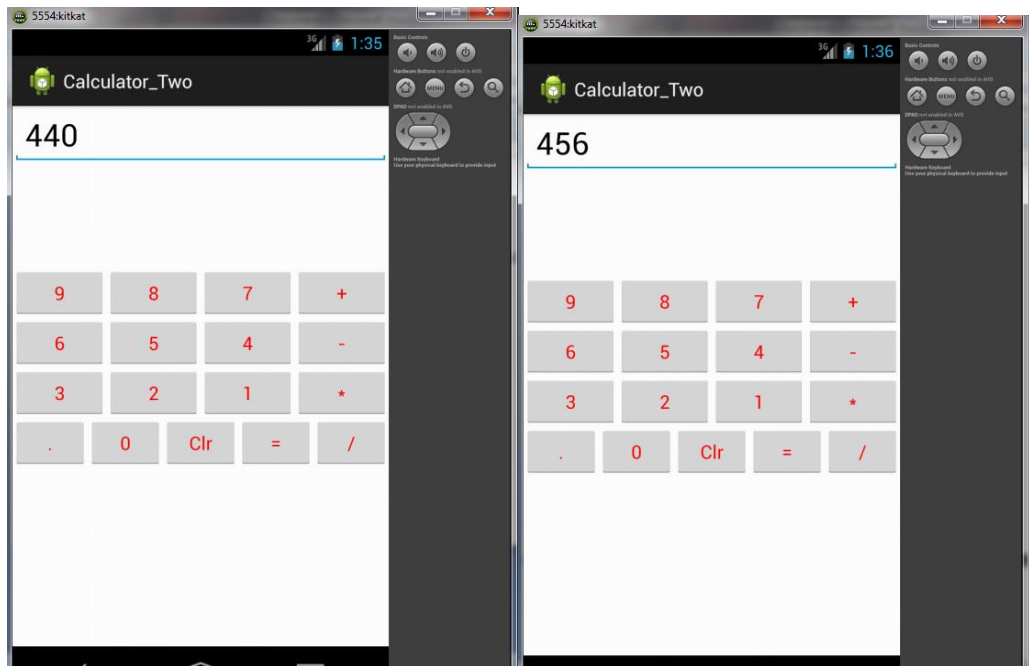 5554:kitkat
3G 1:35
Calculator_Two
440
9 8 7 +
6 5 4 -
3 2 1 *
. 0 Clr = /
Basic Controls
Hardware Buttons not enabled in AVD
MENU
DPAD not enabled in AVD
Hardware Keyboard
Use your physical keyboard to provide input
5554:kitkat
3G 1:36
Calculator_Two
456
9 8 7 +
6 5 4 -
3 2 1 *
. 0 Clr = /
Basic Controls
Hardware Buttons not enabled in AVD
MENU
DPAD not enabled in AVD
Hardware Keyboard
Use your physical keyboard to provide input